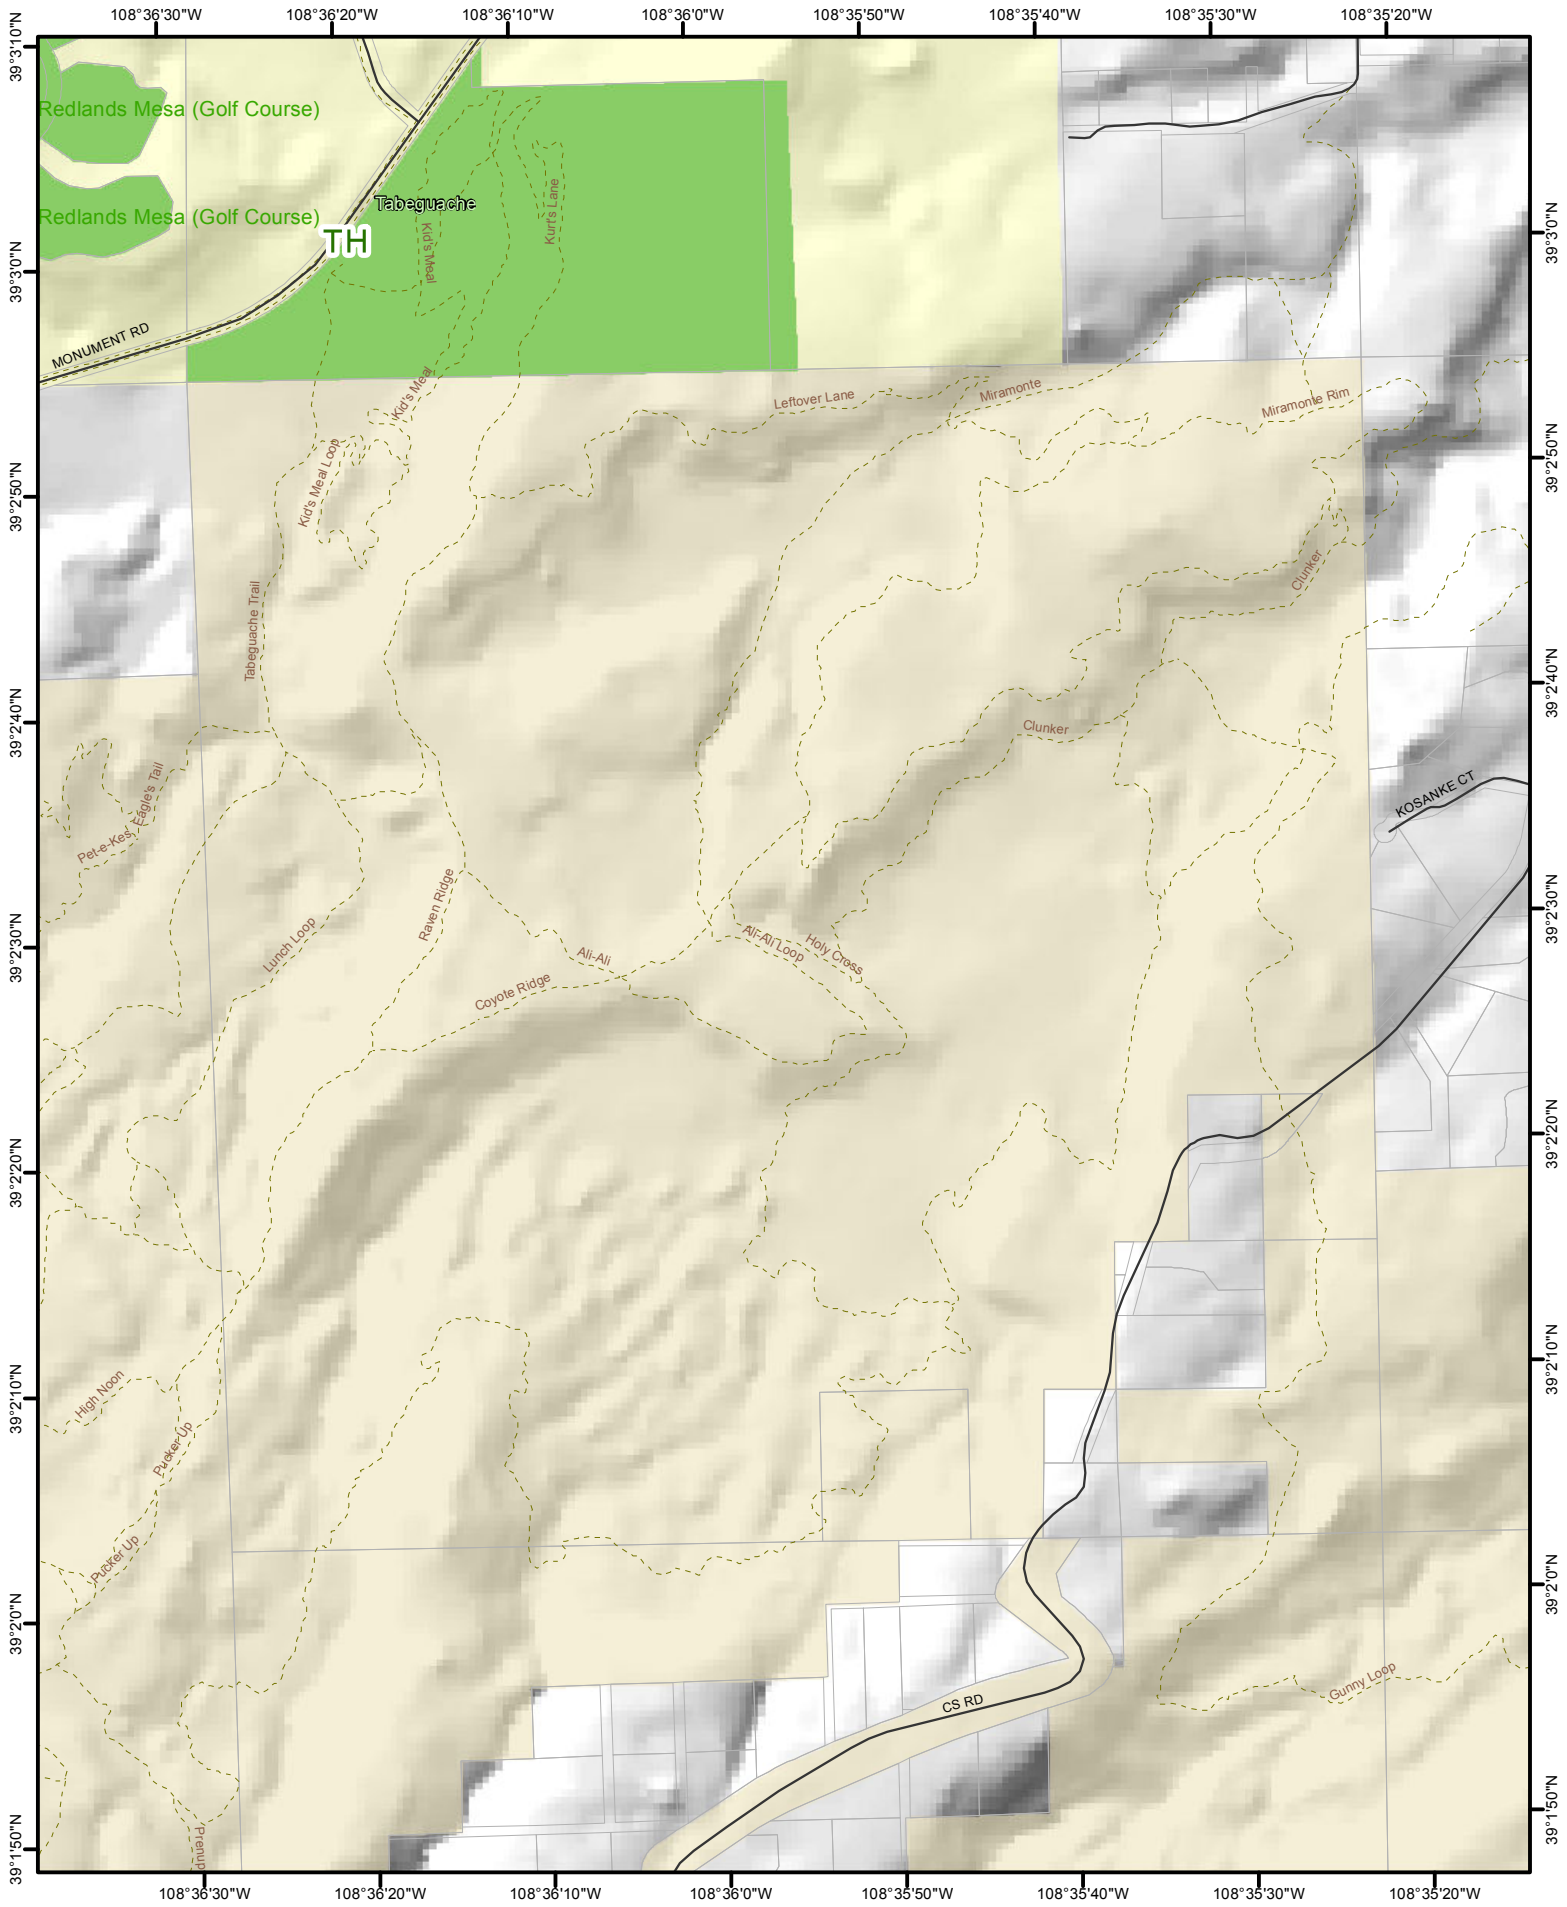 108°36'30"W 108°36'20"W 108°36'10"W 108°36'0"W 108°35'50"W 108°35'40"W 108°35'30"W 108°35'20"W
39°3'10"N
Redlands Mesa (Golf Course)
Tabeguache
Redlands Mesa (Golf Course)
TH
Kid's Meal
Kurt's Lane
39°3'0"N
39°3'0"N
MONUMENT RD
Kid's Meal
Leftover Lane
Miramonte
Miramonte Rim
Kid's Meal Loop
39°2'50"N
39°2'50"N
Clunker
Tabeguache Trail
39°2'40"N
39°2'40"N
Clunker
KOSANKE CT
Pet-e-Kes
Eagle's Tail
Raven Ridge
39°2'30"N
39°2'30"N
Lunch Loop
Ali-Ali
Ali-Ali Loop
Holy Cross
Coyote Ridge
39°2'20"N
39°2'20"N
39°2'10"N
39°2'10"N
High Noon
Pucker Up
Pucker Up
39°2'0"N
39°2'0"N
Gunny Loop
CS RD
39°1'50"N
39°1'50"N
Prenup
108°36'30"W 108°36'20"W 108°36'10"W 108°36'0"W 108°35'50"W 108°35'40"W 108°35'30"W 108°35'20"W